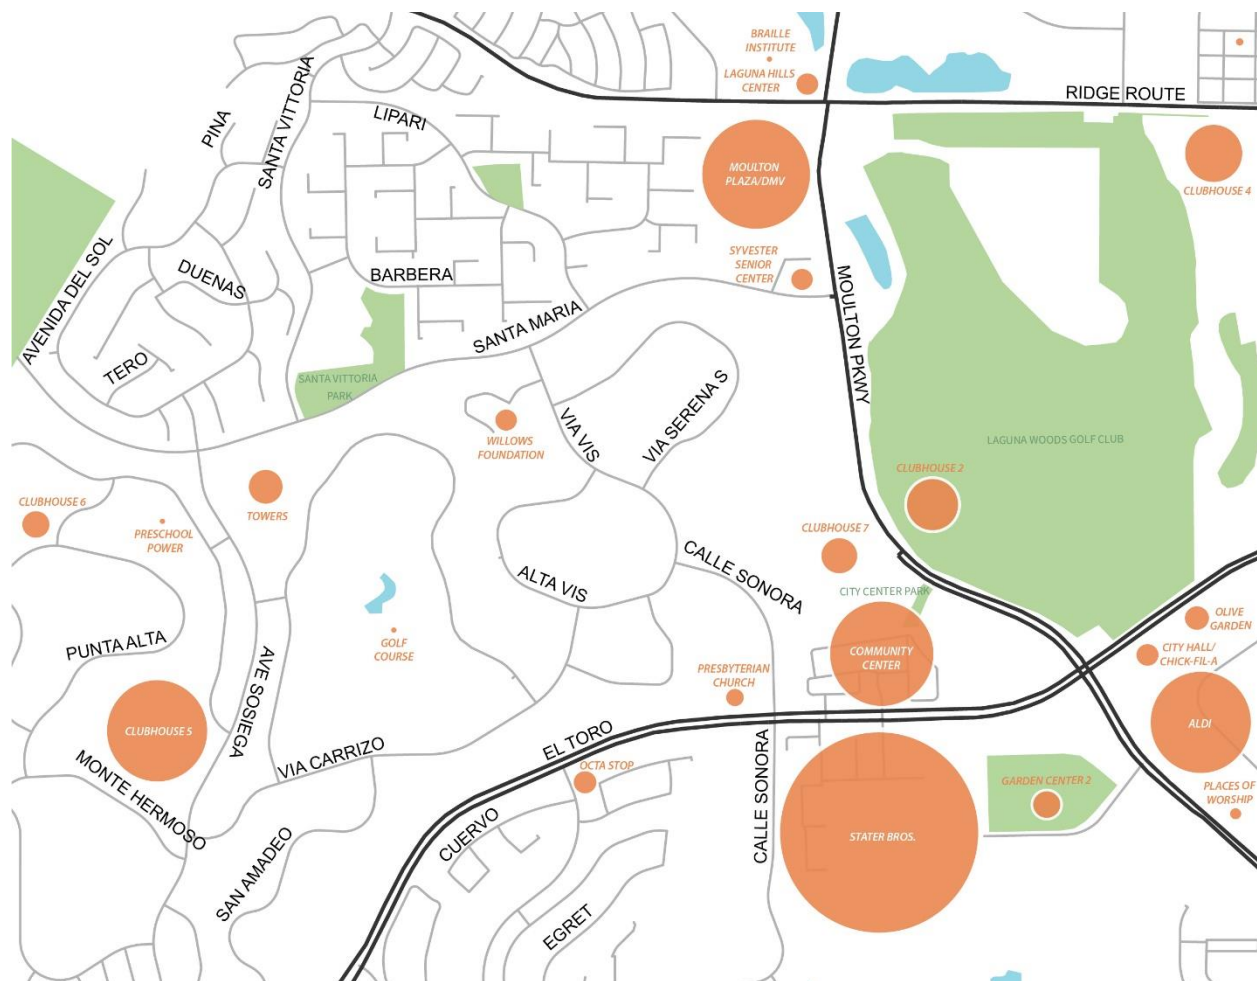 BRAILLE
INSTITUTE
LAGUNA HILLS
CENTER
RIDGE ROUTE
LIPARI
PINA
SANTA VITTORIA
MOULTON
PLAZA/DMV
CLUBHOUSE 4
AVENIDA DEL SOL
DUENAS
BARBERA
SYVESTER
SENIOR
CENTER
MOULTON PKWY
SANTA MARIA
TERO
SANTA VITTORIA
PARK
VIA SERENA S
VIA VIS
WILLOWS
FOUNDATION
LAGUNA WOODS GOLF CLUB
CLUBHOUSE 2
CLUBHOUSE 6
TOWERS
PRESCHOOL
POWER
CLUBHOUSE 7
CALLE SONORA
ALTA VIS
CITY CENTER PARK
OLIVE
GARDEN
GOLF
COURSE
PUNTA ALTA
COMMUNITY
CENTER
CITY HALL/
CHICK-FIL-A
PRESBYTERIAN
CHURCH
AVE SOSIEGA
CLUBHOUSE 5
ALDI
EL TORO
VIA CARRIZO
OCTA STOP
CALLE SONORA
MONTE HERMOSO
GARDEN CENTER 2
PLACES OF
WORSHIP
CUERVO
STATER BROS.
SAN AMADEO
EGRET